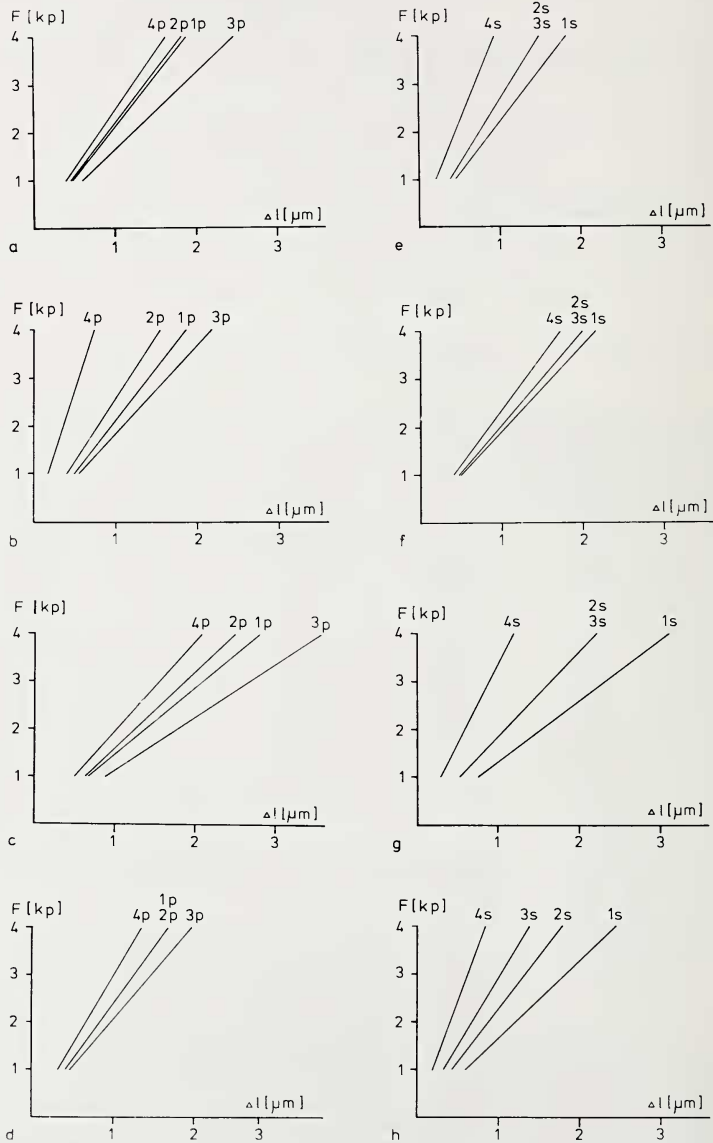 F [kp]
4p 2p 1p 3p
4
3
2
1
Δl [μm]
1 2 3
a
F [kp]
4p 2p 1p 3p
4
3
2
1
Δl [μm]
1 2 3
b
F [kp]
4p 2p 1p 3p
4
3
2
1
Δl [μm]
1 2 3
c
F [kp]
1p
4p 2p 3p
4
3
2
1
Δl [μm]
1 2 3
d
F [kp]
2s
4s 3s 1s
4
3
2
1
Δl [μm]
1 2 3
e
F [kp]
2s
4s 3s 1s
4
3
2
1
Δl [μm]
1 2 3
f
F [kp]
2s
4s 3s 1s
4
3
2
1
Δl [μm]
1 2 3
g
F [kp]
4s 3s 2s 1s
4
3
2
1
Δl [μm]
1 2 3
h